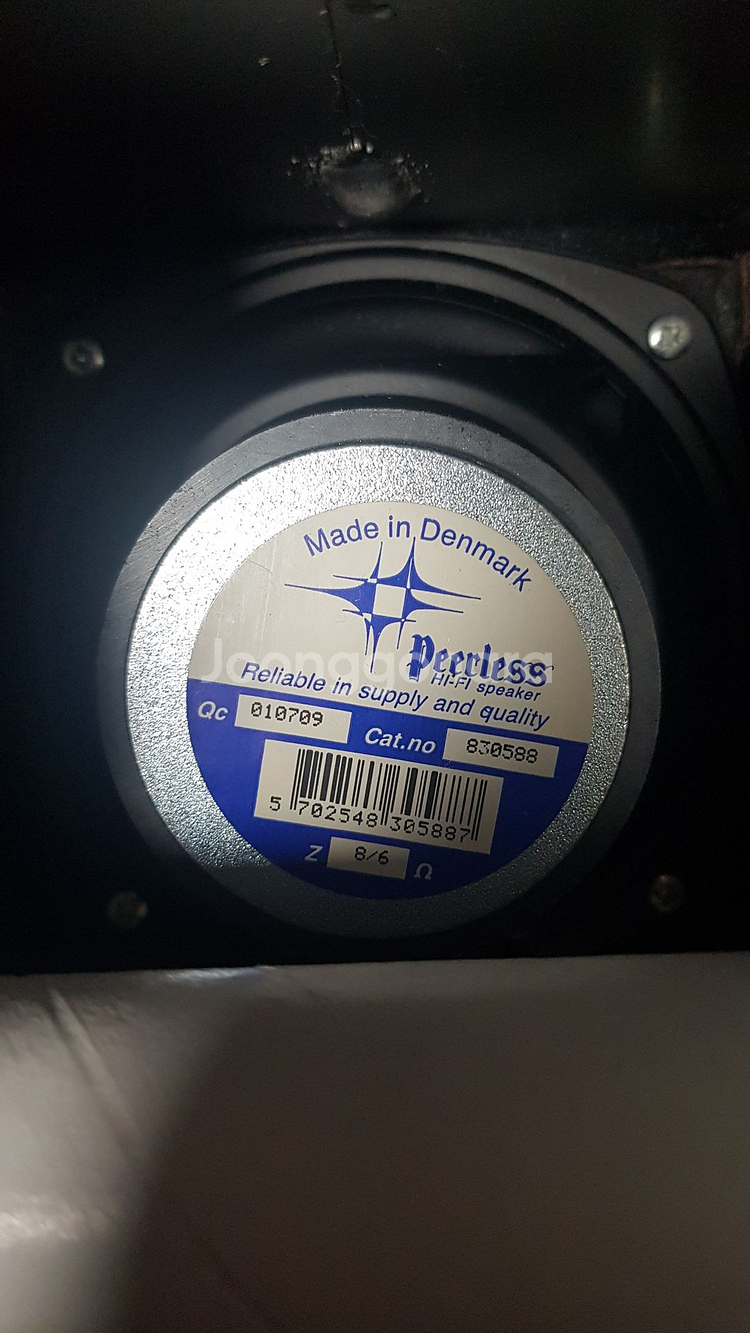 Made in Denmark
Peerless
HI-FI speaker
Reliable in supply and quality
Qc 010709 Cat.no 830588
5 702548 305887
Z 8/6 Ω
Joonggonara